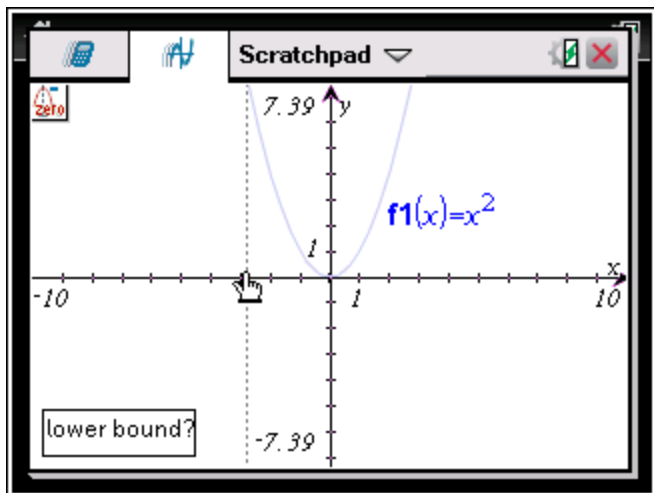 Scratchpad
zero
7.39 y
f1(x)=x²
1
x
-10 1 10
lower bound?
-7.39